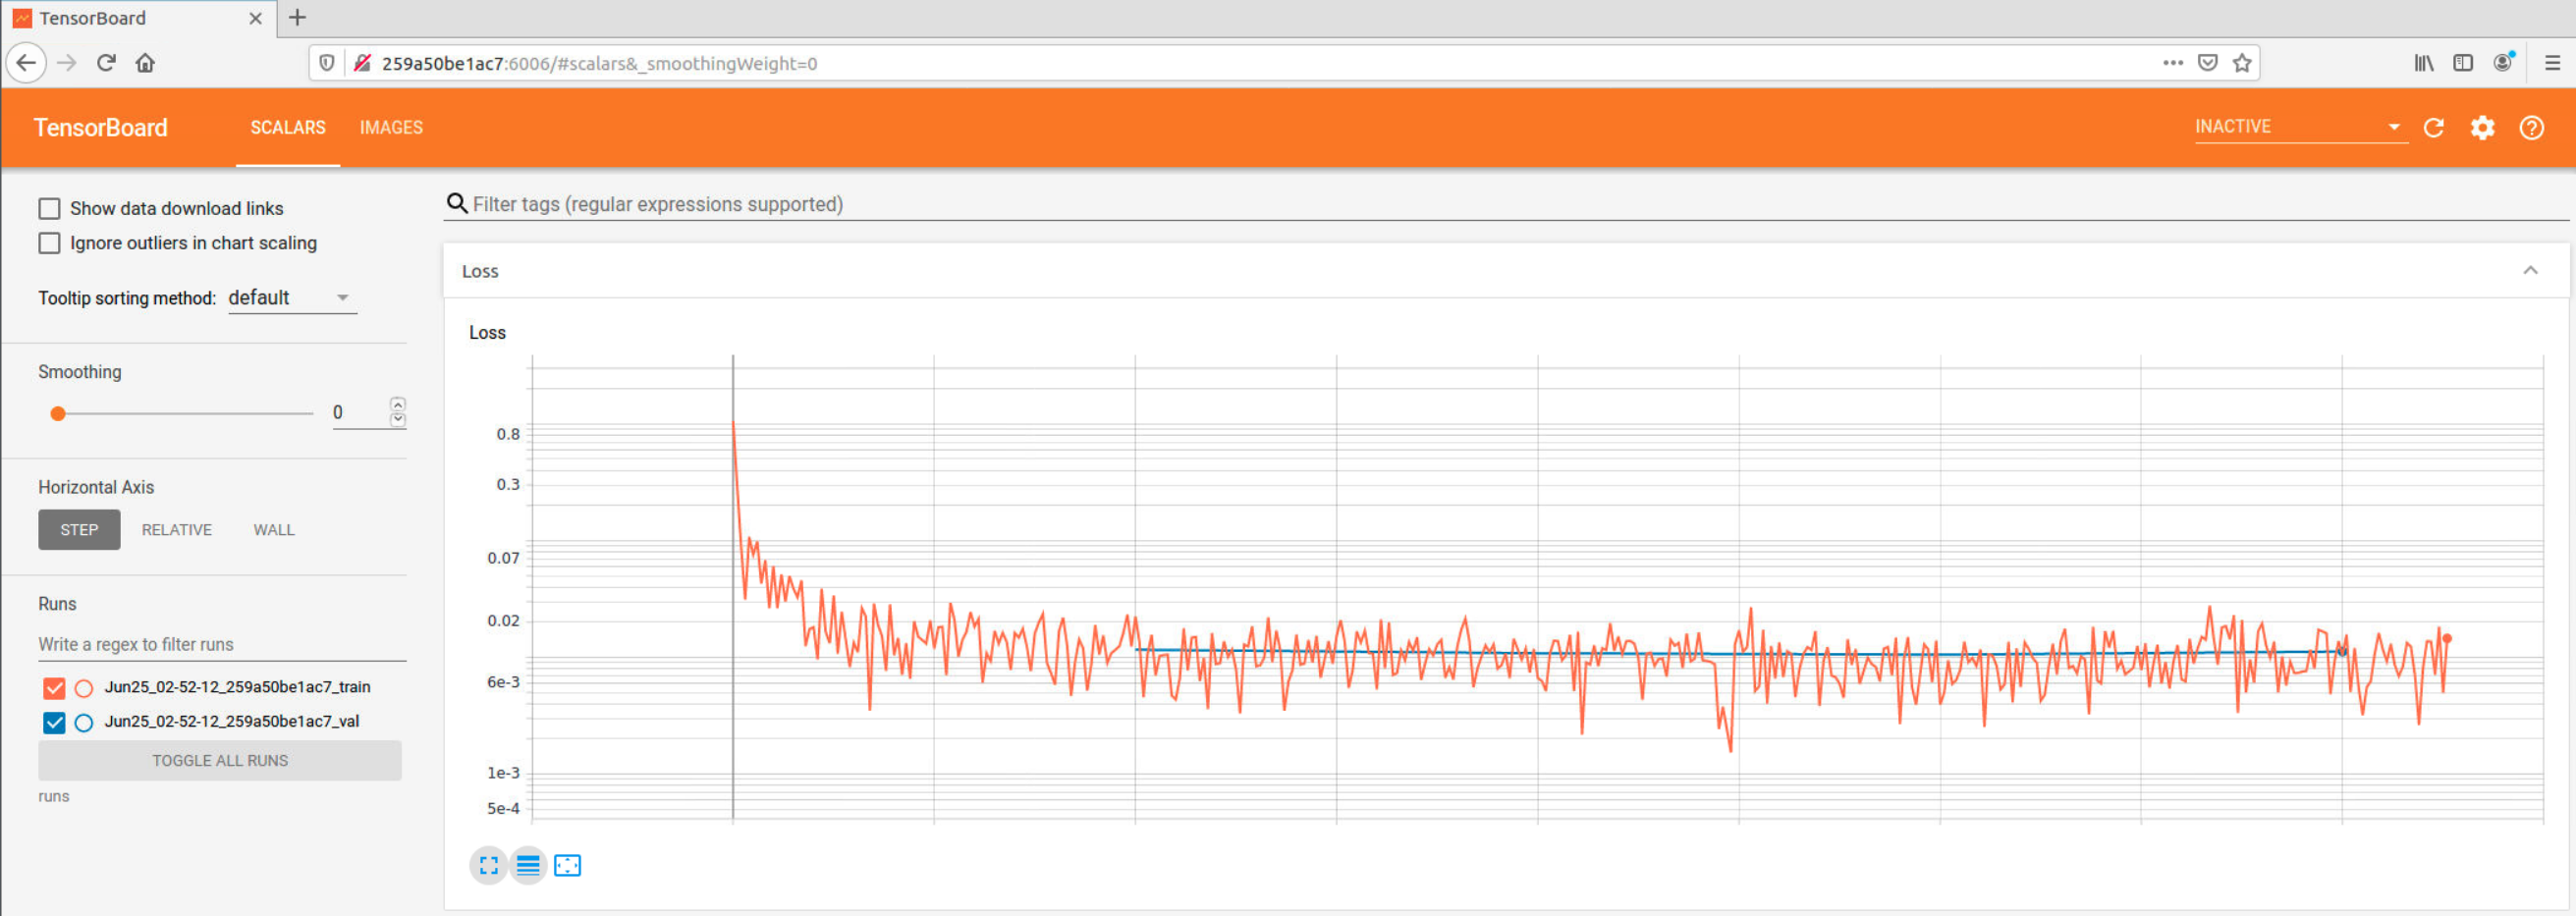 TensorBoard
259a50be1ac7:6006/#scalars&_smoothingWeight=0
TensorBoard SCALARS IMAGES INACTIVE
Show data download links
Ignore outliers in chart scaling
Tooltip sorting method: default
Smoothing
0
Horizontal Axis
STEP RELATIVE WALL
Runs
Write a regex to filter runs
Jun25_02-52-12_259a50be1ac7_train
Jun25_02-52-12_259a50be1ac7_val
TOGGLE ALL RUNS
runs
Filter tags (regular expressions supported)
Loss
Loss
0.8
0.3
0.07
0.02
6e-3
1e-3
5e-4